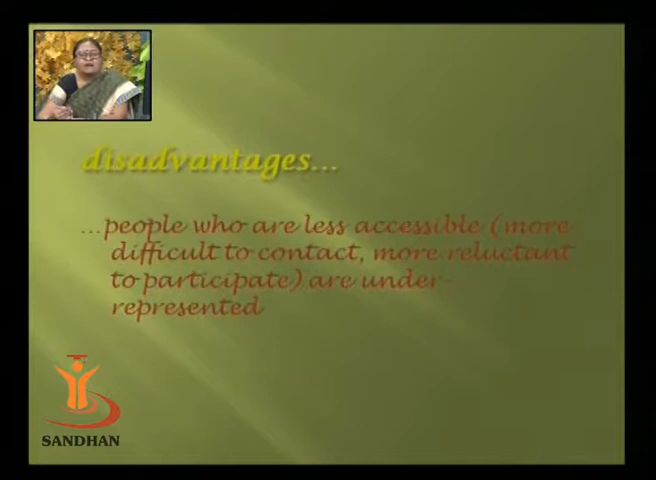 disadvantages...
...people who are less accessible (more
difficult to contact, more reluctant
to participate) are under-
represented
SANDHAN